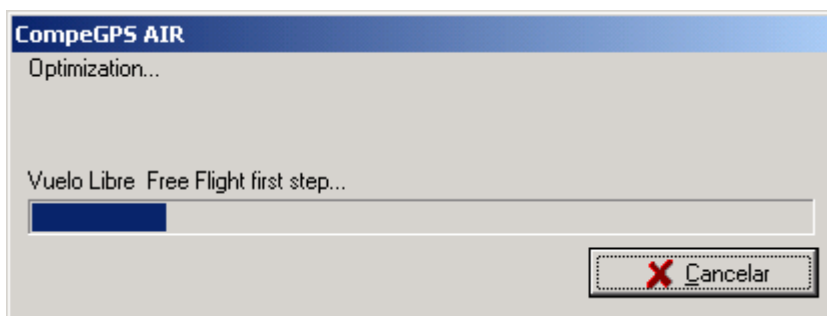 CompeGPS AIR
Optimization...
Vuelo Libre  Free Flight first step...
Cancelar